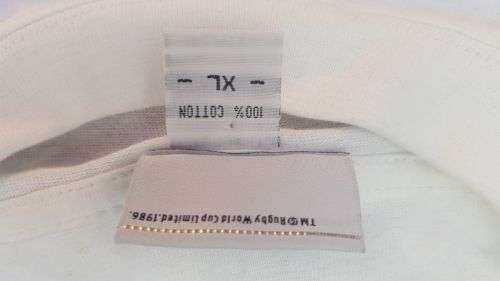 TM©Rugby World Cup Limited.1986.
100% COTTON
- XL -